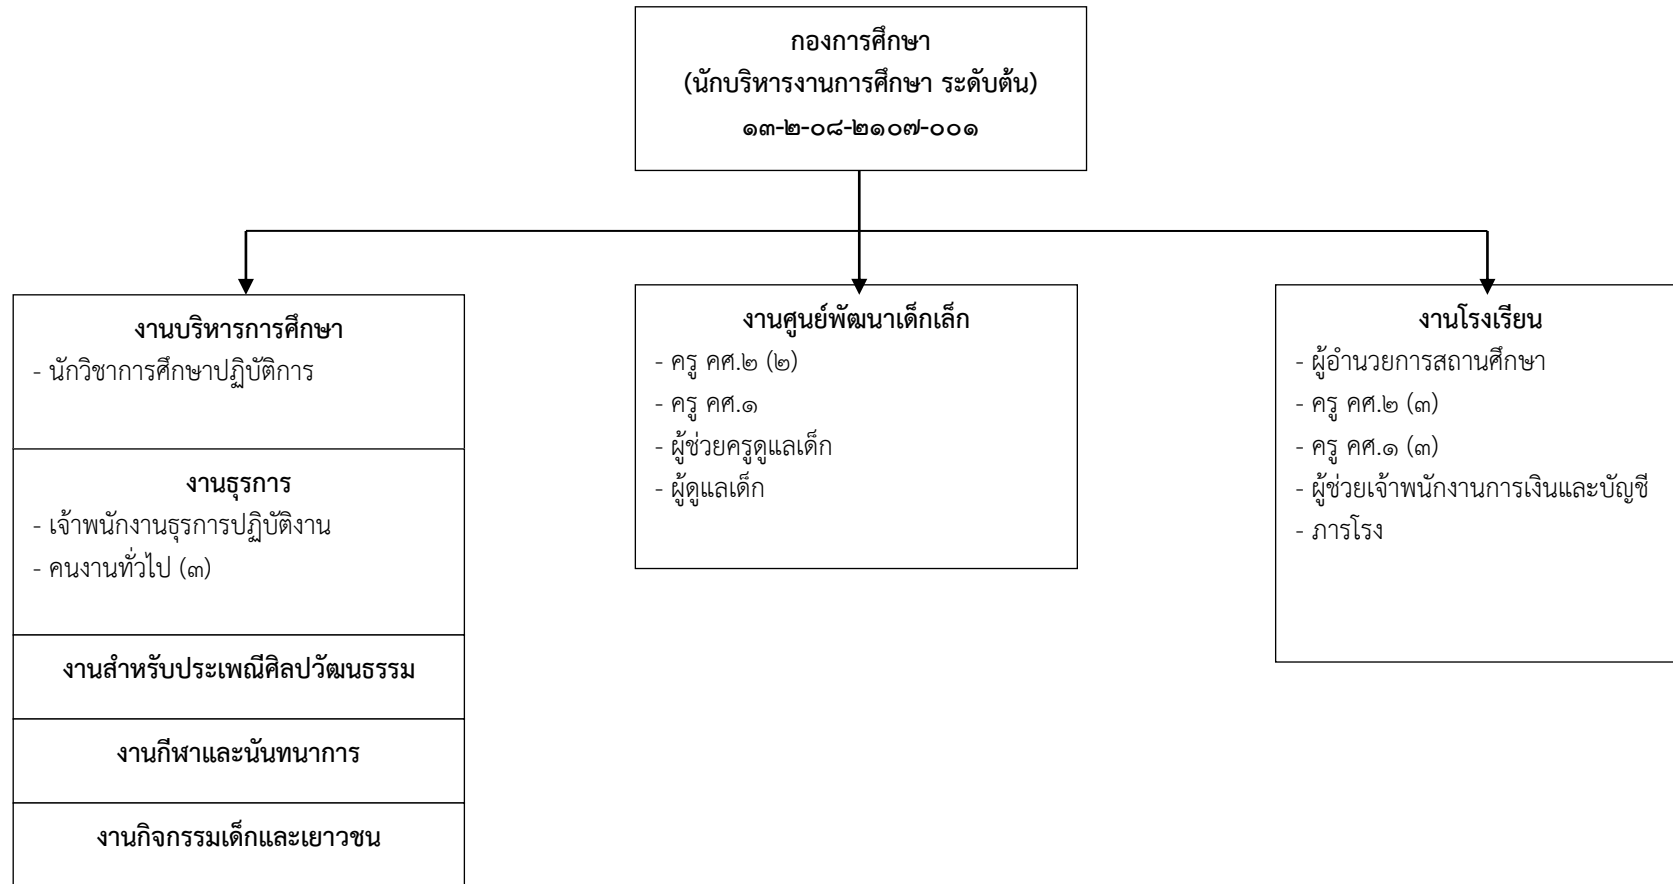 กองการศึกษา
(นักบริหารงานการศึกษา ระดับต้น)
๑๓-๒-๐๘-๒๑๐๗-๐๐๑
งานบริหารการศึกษา
- นักวิชาการศึกษาปฏิบัติการ
งานธุรการ
- เจ้าพนักงานธุรการปฏิบัติงาน
- คนงานทั่วไป (๓)
งานสำหรับประเพณีศิลปวัฒนธรรม
งานกีฬาและนันทนาการ
งานกิจกรรมเด็กและเยาวชน
งานศูนย์พัฒนาเด็กเล็ก
- ครู คศ.๒ (๒)
- ครู คศ.๑
- ผู้ช่วยครูดูแลเด็ก
- ผู้ดูแลเด็ก
งานโรงเรียน
- ผู้อำนวยการสถานศึกษา
- ครู คศ.๒ (๓)
- ครู คศ.๑ (๓)
- ผู้ช่วยเจ้าพนักงานการเงินและบัญชี
- ภารโรง